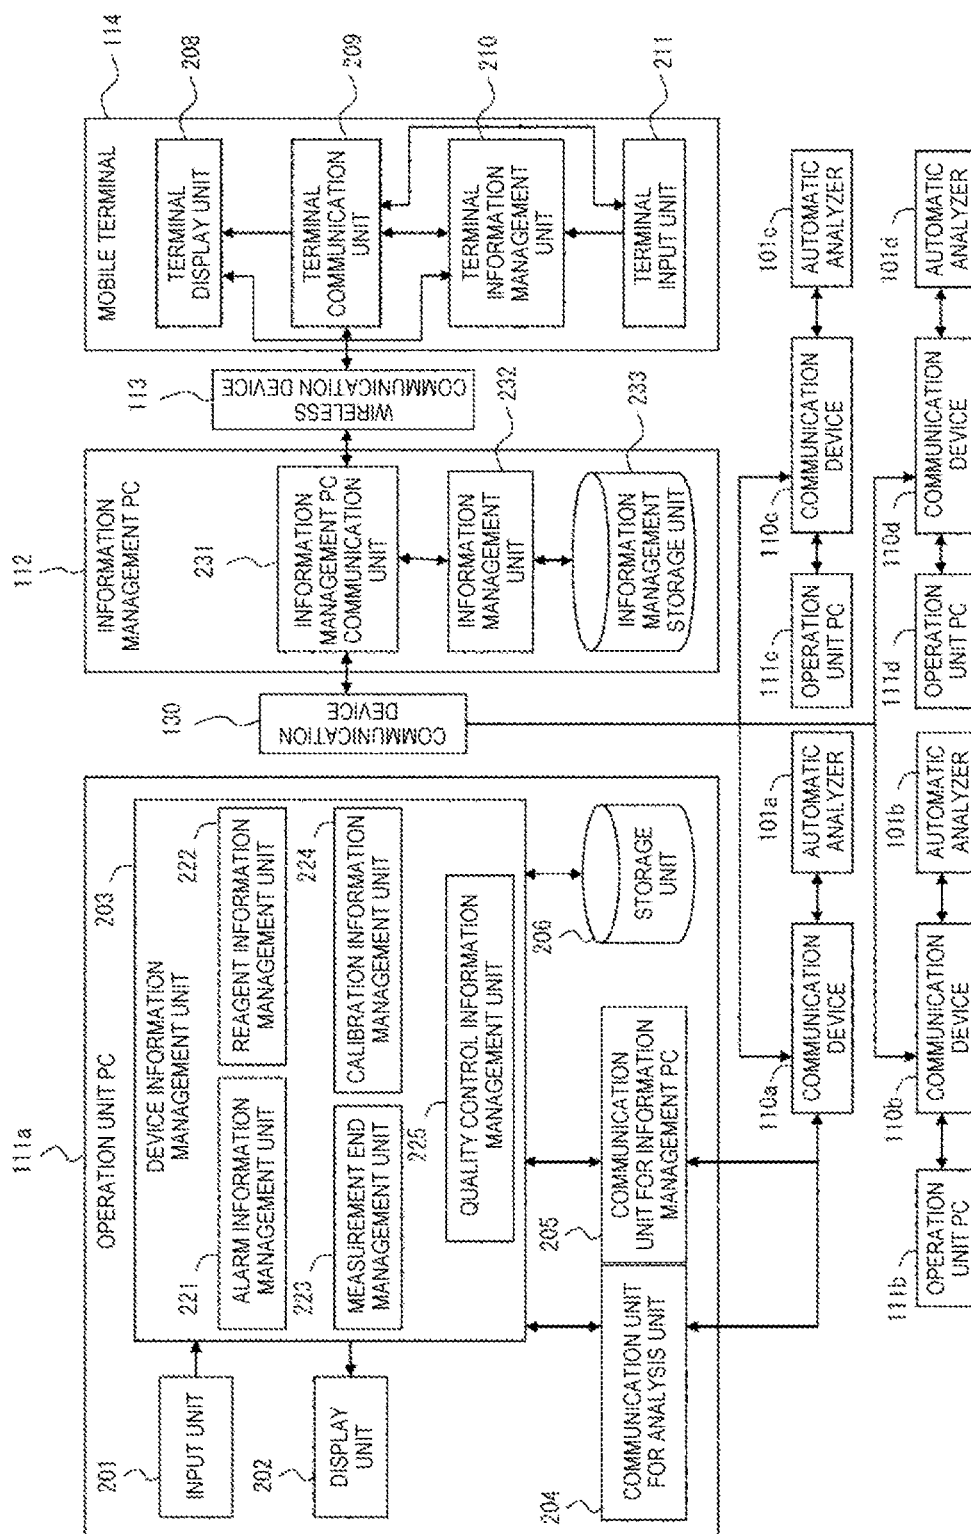 111a
OPERATION UNIT PC
201
INPUT UNIT
202
DISPLAY
UNIT
203
DEVICE INFORMATION
MANAGEMENT UNIT
221
ALARM INFORMATION
MANAGEMENT UNIT
222
REAGENT INFORMATION
MANAGEMENT UNIT
223
MEASUREMENT END
MANAGEMENT UNIT
224
CALIBRATION INFORMATION
MANAGEMENT UNIT
225
QUALITY CONTROL INFORMATION
MANAGEMENT UNIT
204
COMMUNICATION UNIT
FOR ANALYSIS UNIT
205
COMMUNICATION
UNIT FOR INFORMATION
MANAGEMENT PC
206
STORAGE
UNIT
130
COMMUNICATION
DEVICE
112
INFORMATION
MANAGEMENT PC
231
INFORMATION
MANAGEMENT PC
COMMUNICATION
UNIT
232
INFORMATION
MANAGEMENT
UNIT
233
INFORMATION
MANAGEMENT
STORAGE UNIT
113
WIRELESS
COMMUNICATION DEVICE
114
MOBILE TERMINAL
208
TERMINAL
DISPLAY UNIT
209
TERMINAL
COMMUNICATION
UNIT
210
TERMINAL
INFORMATION
MANAGEMENT
UNIT
211
TERMINAL
INPUT UNIT
110a
COMMUNICATION
DEVICE
101a
AUTOMATIC
ANALYZER
111c
OPERATION
UNIT PC
110c
COMMUNICATION
DEVICE
101c
AUTOMATIC
ANALYZER
111b
OPERATION
UNIT PC
110b
COMMUNICATION
DEVICE
101b
AUTOMATIC
ANALYZER
111d
OPERATION
UNIT PC
110d
COMMUNICATION
DEVICE
101d
AUTOMATIC
ANALYZER